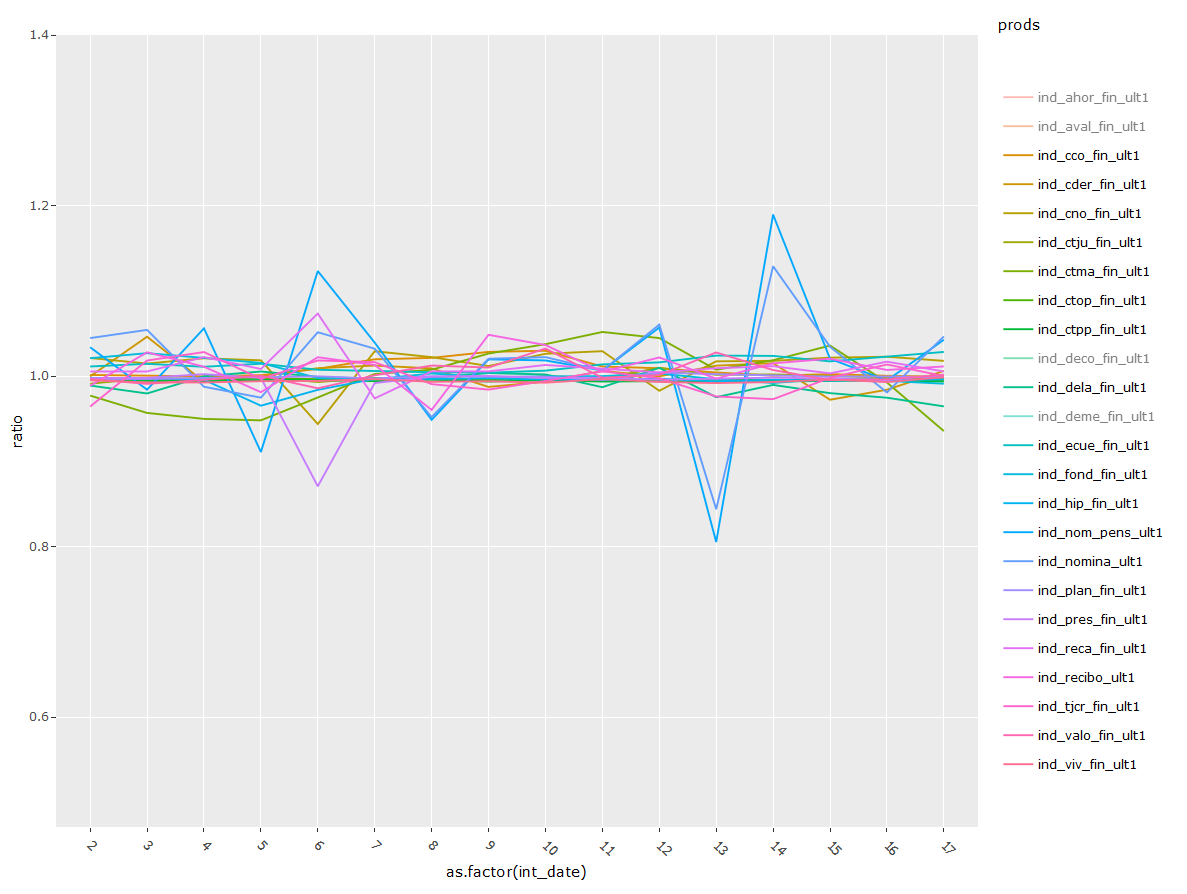 prods
1.4
1.2
1.0
0.8
0.6
ratio
2
3
4
5
6
7
8
9
10
11
12
13
14
15
16
17
as.factor(int_date)
ind_ahor_fin_ult1
ind_aval_fin_ult1
ind_cco_fin_ult1
ind_cder_fin_ult1
ind_cno_fin_ult1
ind_ctju_fin_ult1
ind_ctma_fin_ult1
ind_ctop_fin_ult1
ind_ctpp_fin_ult1
ind_deco_fin_ult1
ind_dela_fin_ult1
ind_deme_fin_ult1
ind_ecue_fin_ult1
ind_fond_fin_ult1
ind_hip_fin_ult1
ind_nom_pens_ult1
ind_nomina_ult1
ind_plan_fin_ult1
ind_pres_fin_ult1
ind_reca_fin_ult1
ind_recibo_ult1
ind_tjcr_fin_ult1
ind_valo_fin_ult1
ind_viv_fin_ult1